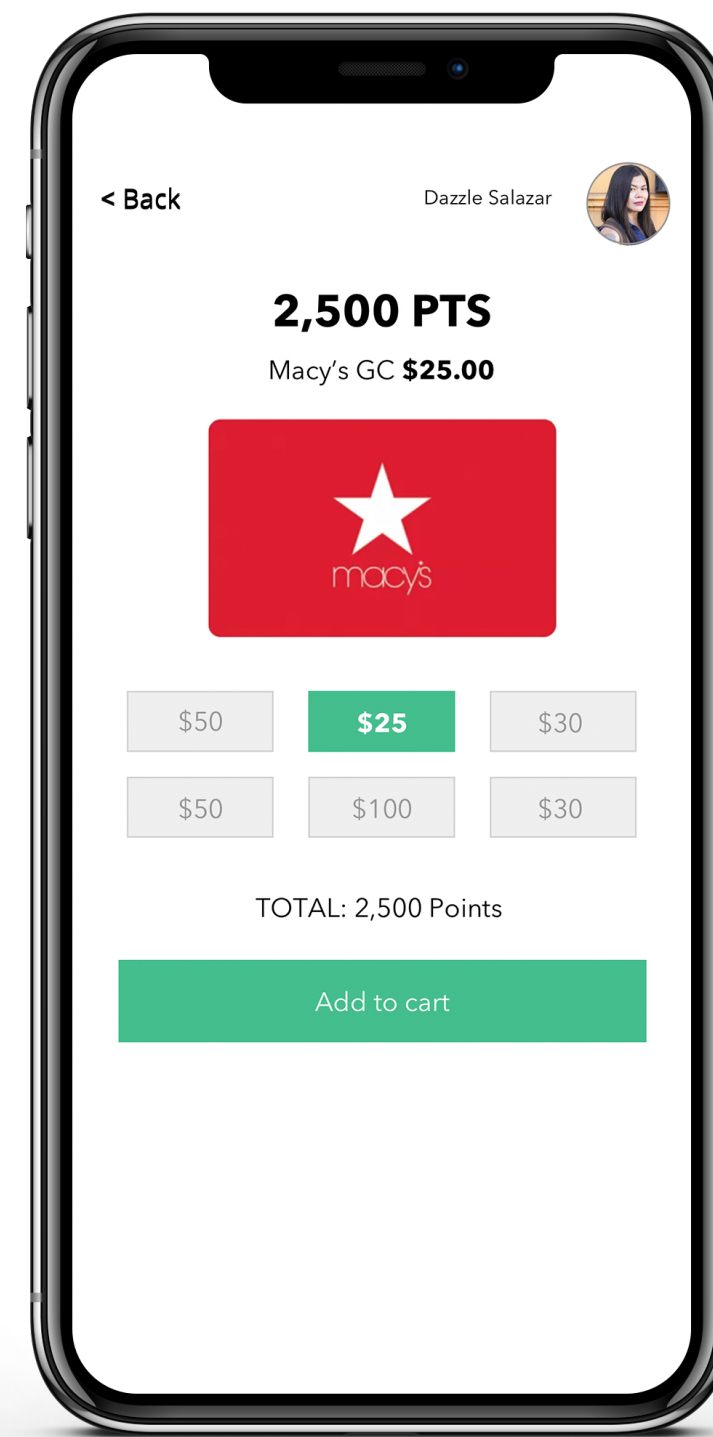 < Back
Dazzle Salazar
2,500 PTS
Macy’s GC $25.00
macy's
$50
$25
$30
$50
$100
$30
TOTAL: 2,500 Points
Add to cart